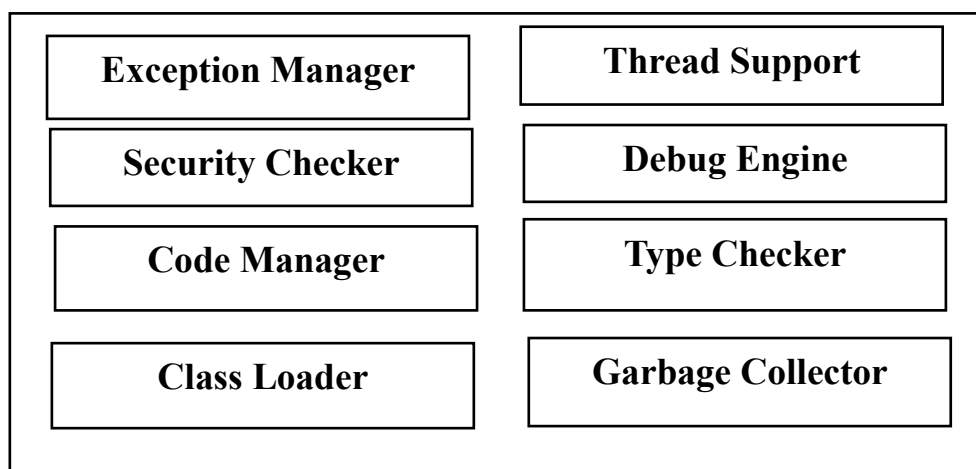 Exception Manager
Thread Support
Security Checker
Debug Engine
Code Manager
Type Checker
Class Loader
Garbage Collector